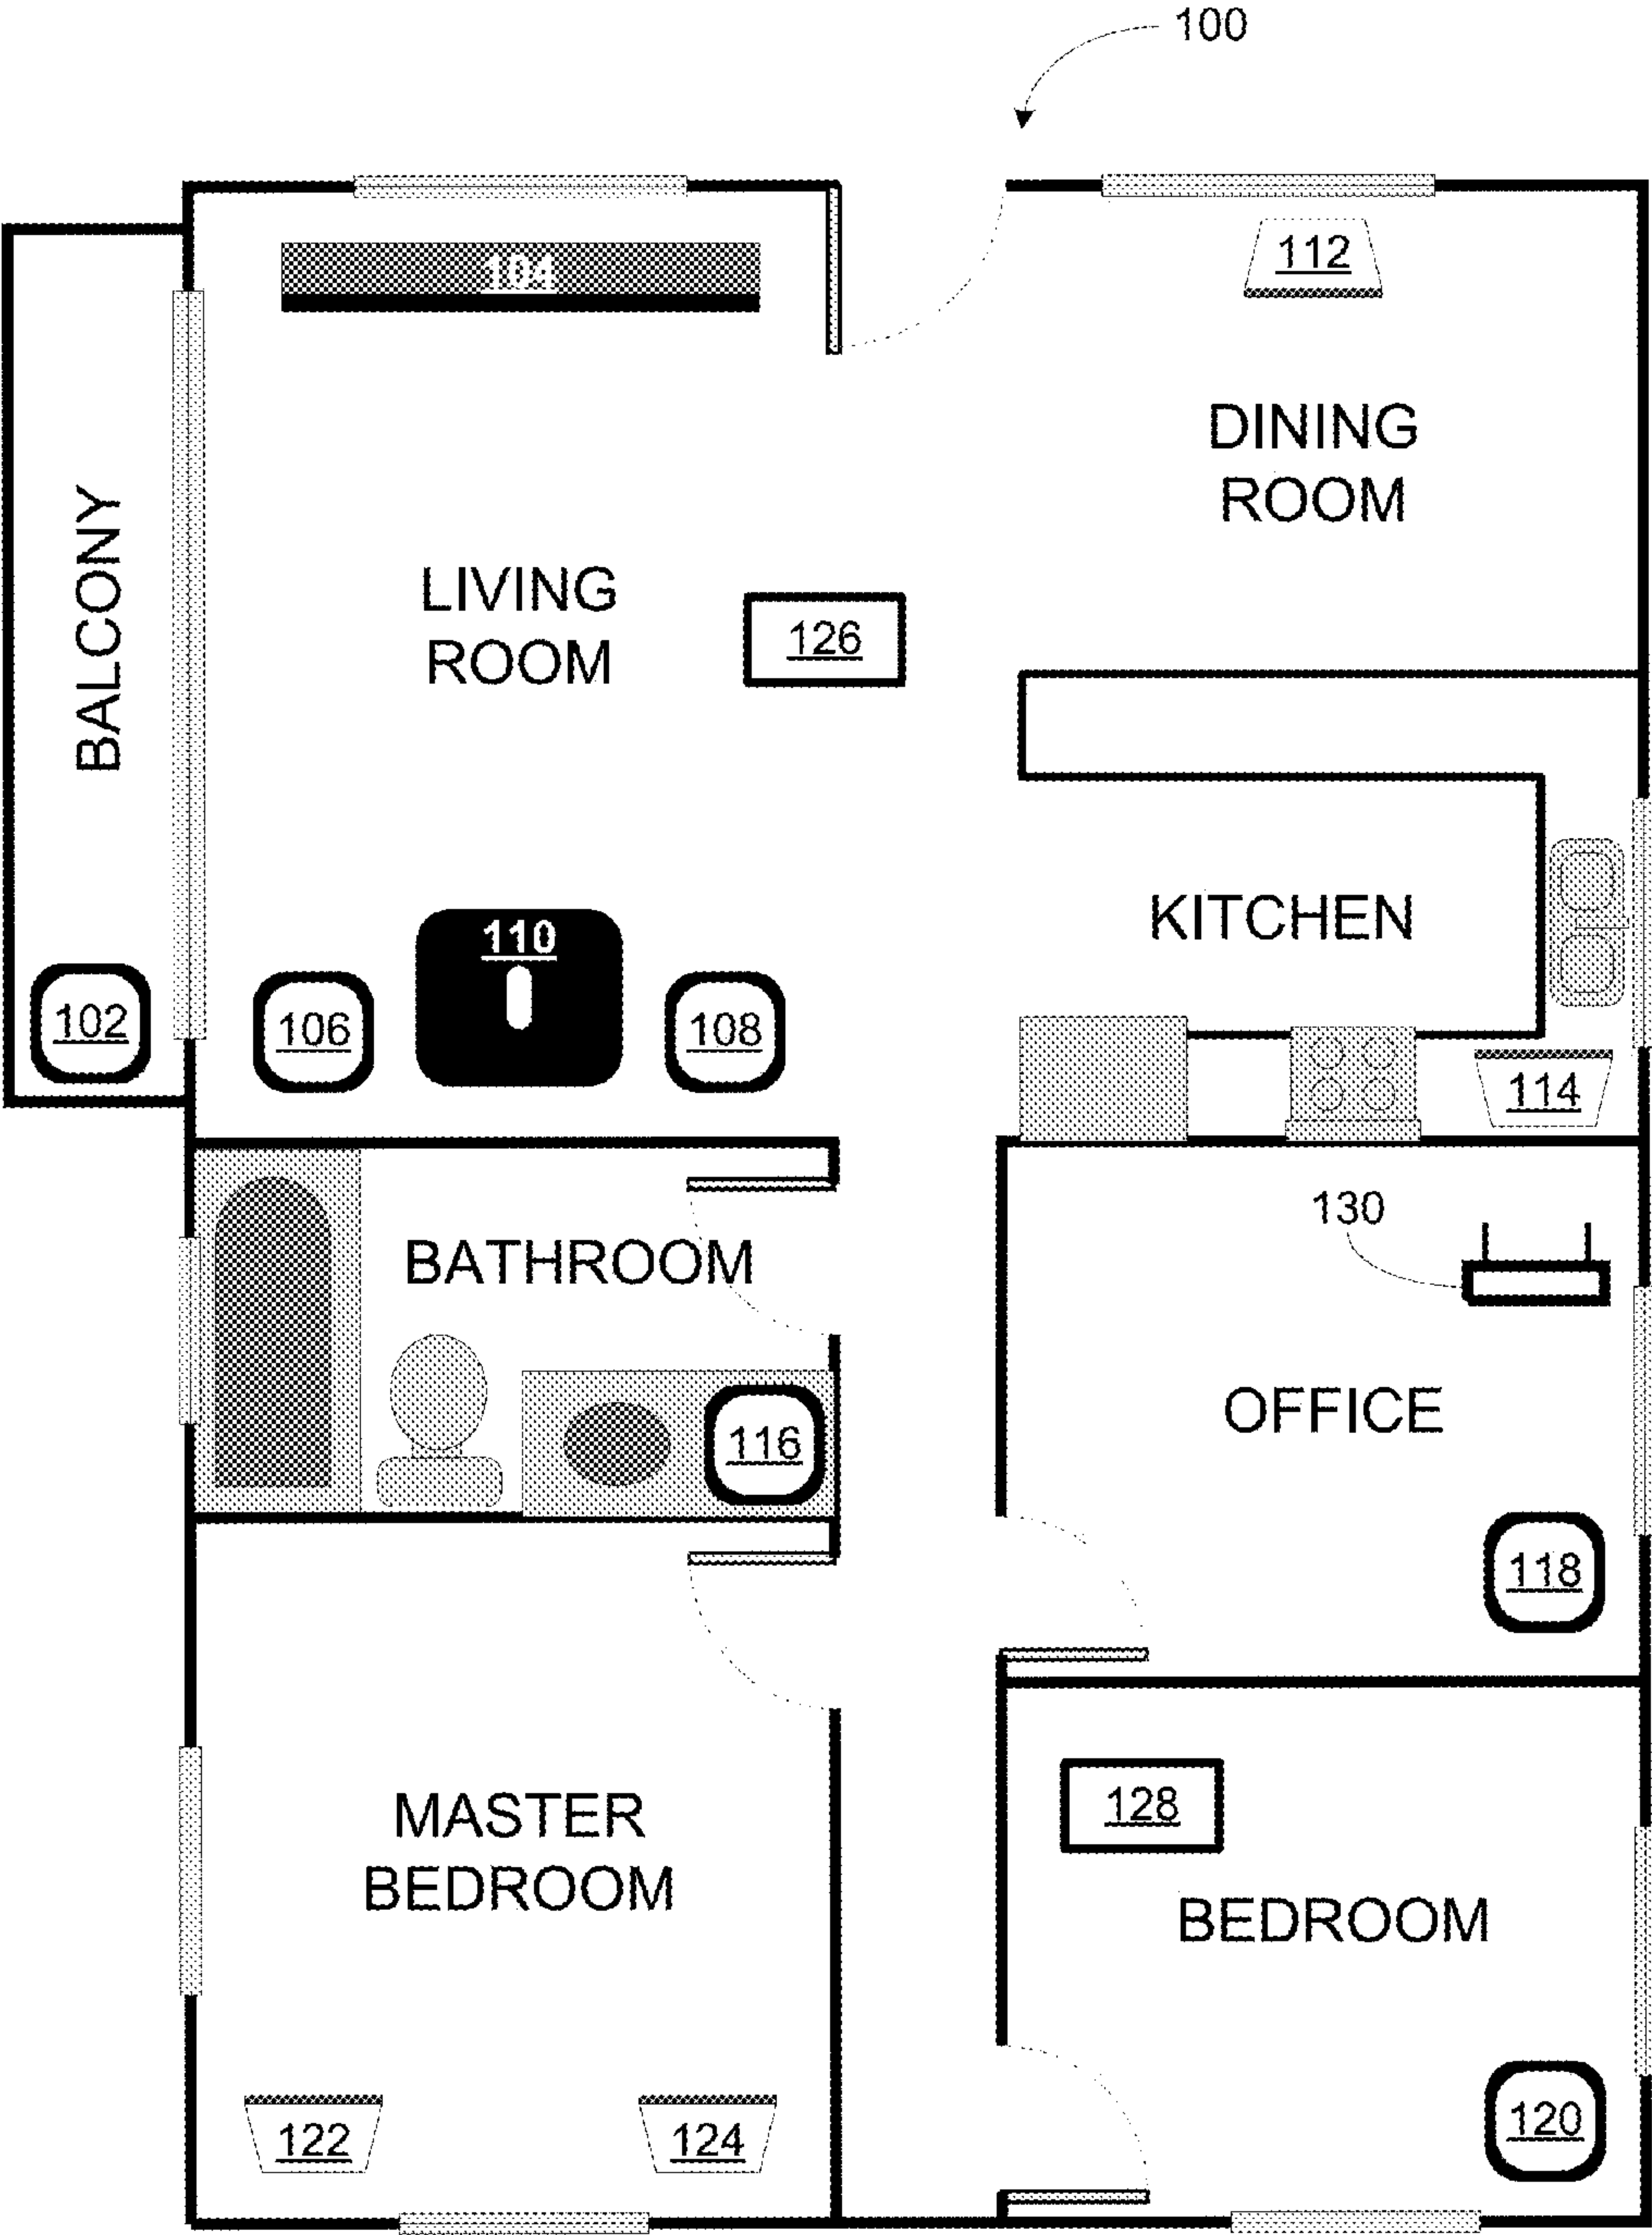 100
104
112
DINING
ROOM
BALCONY
LIVING
ROOM
126
KITCHEN
110
102
106
108
114
130
BATHROOM
OFFICE
116
118
MASTER
BEDROOM
128
BEDROOM
122
124
120